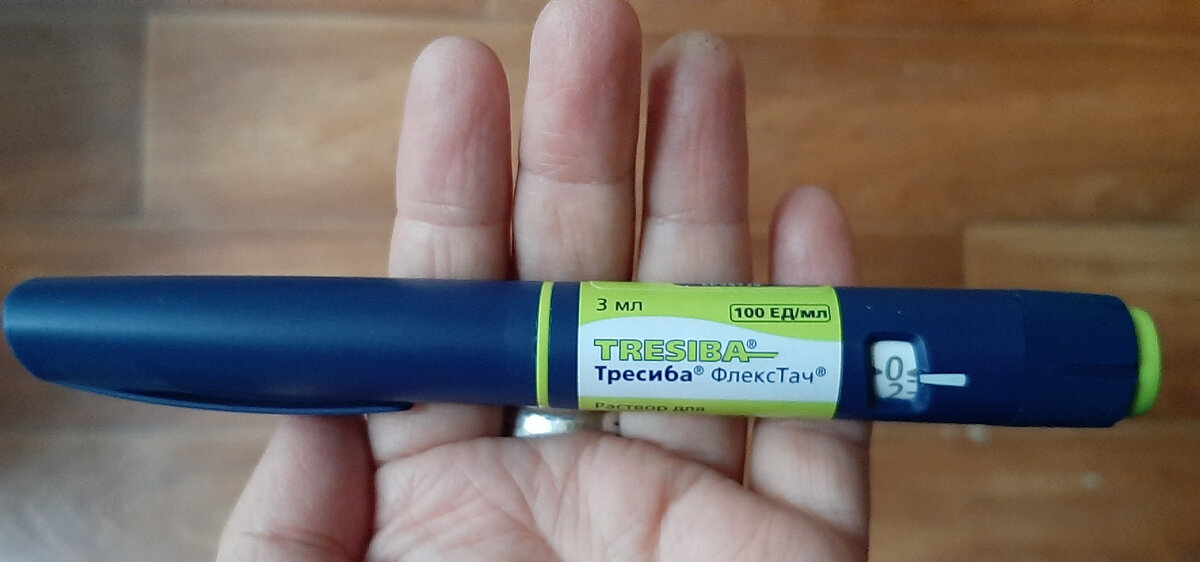 3 мл
100 ЕД/мл
TRESIBA®
Тресиба® ФлексТач®
Раствор для
0
2